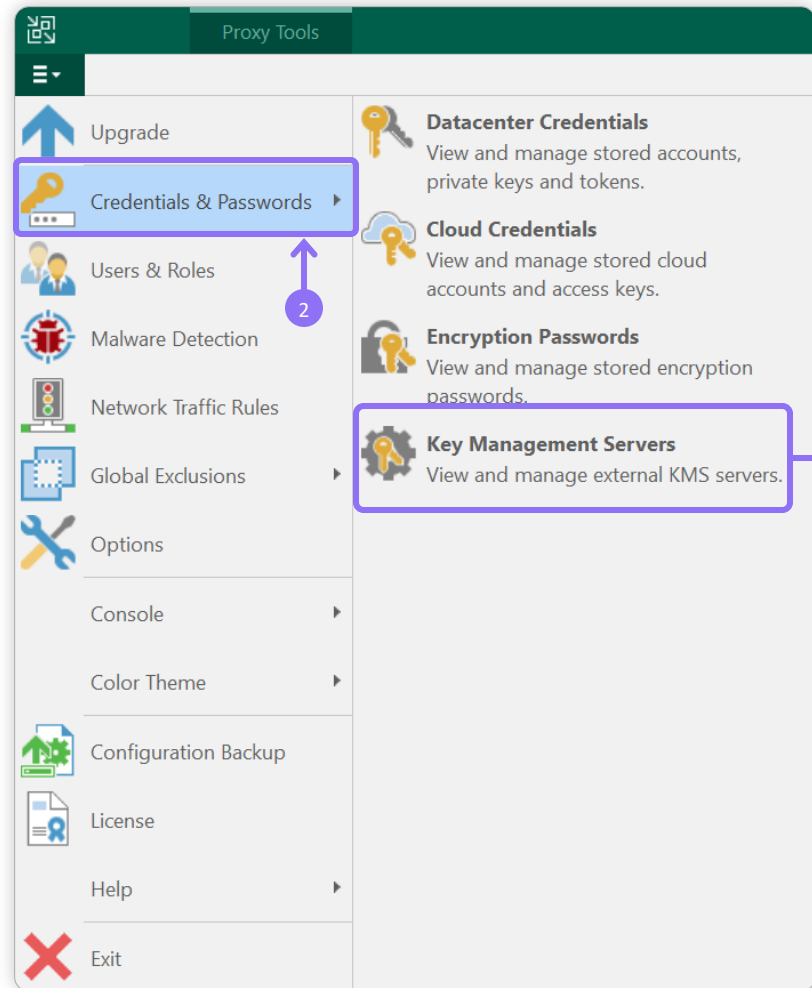 Proxy Tools
Upgrade
Credentials & Passwords
2
Users & Roles
Malware Detection
Network Traffic Rules
Global Exclusions
Options
Console
Color Theme
Configuration Backup
License
Help
Exit
Datacenter Credentials
View and manage stored accounts,
private keys and tokens.
Cloud Credentials
View and manage stored cloud
accounts and access keys.
Encryption Passwords
View and manage stored encryption
passwords.
Key Management Servers
View and manage external KMS servers.